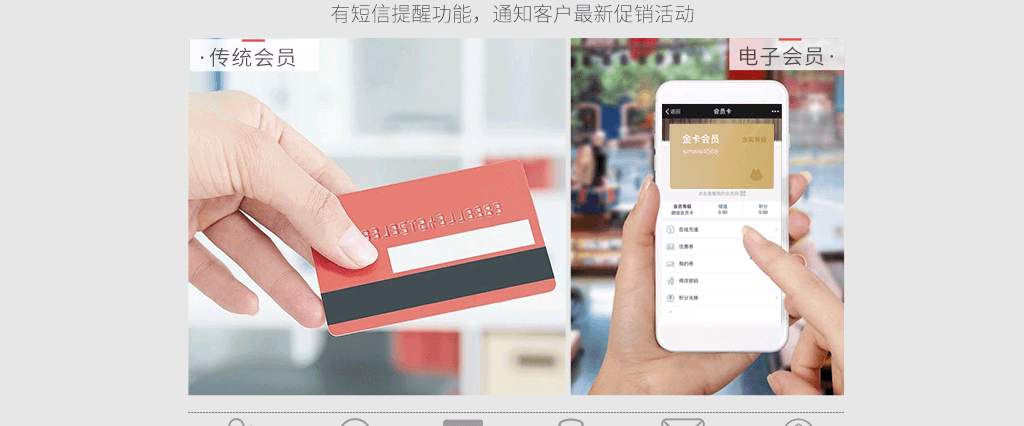 有短信提醒功能，通知客户最新促销活动
·传统会员
电子会员·
返回
会员卡
金卡会员
会员等级
储值
积分
微信会员卡
0.00
0.00
在线充值
优惠券
我的券
修改密码
积分兑换